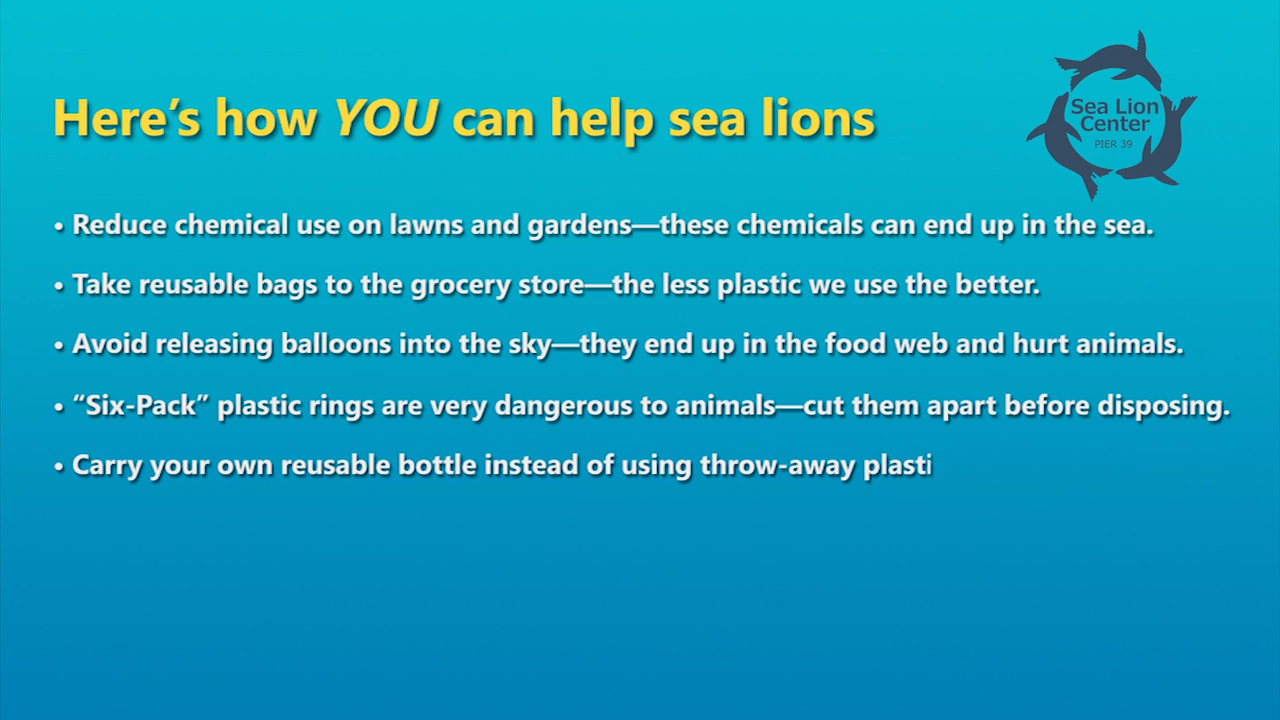 Here’s how YOU can help sea lions
Sea Lion
Center
PIER 39
• Reduce chemical use on lawns and gardens—these chemicals can end up in the sea.
• Take reusable bags to the grocery store—the less plastic we use the better.
• Avoid releasing balloons into the sky—they end up in the food web and hurt animals.
• “Six-Pack” plastic rings are very dangerous to animals—cut them apart before disposing.
• Carry your own reusable bottle instead of using throw-away plasti